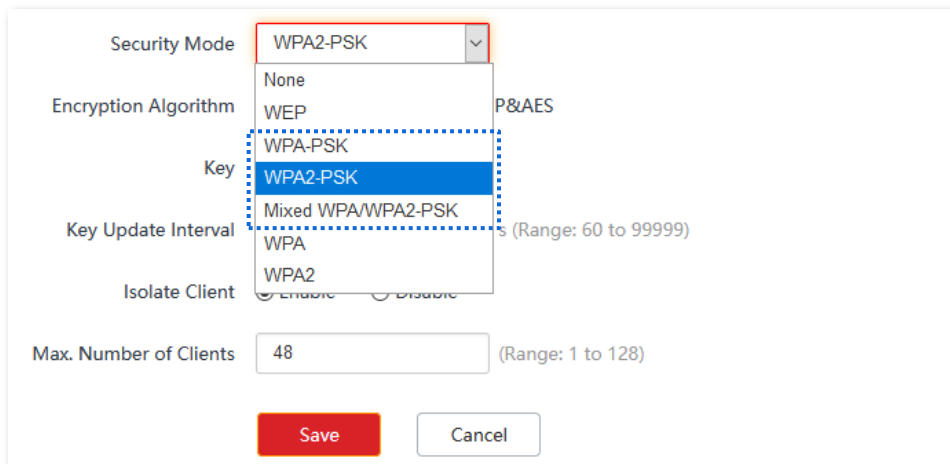 Security Mode WPA2-PSK
None
Encryption Algorithm WEP P&AES
WPA-PSK
Key WPA2-PSK
Mixed WPA/WPA2-PSK
Key Update Interval s (Range: 60 to 99999)
WPA
WPA2
Isolate Client Enable Disable
Max. Number of Clients 48 (Range: 1 to 128)
Save Cancel